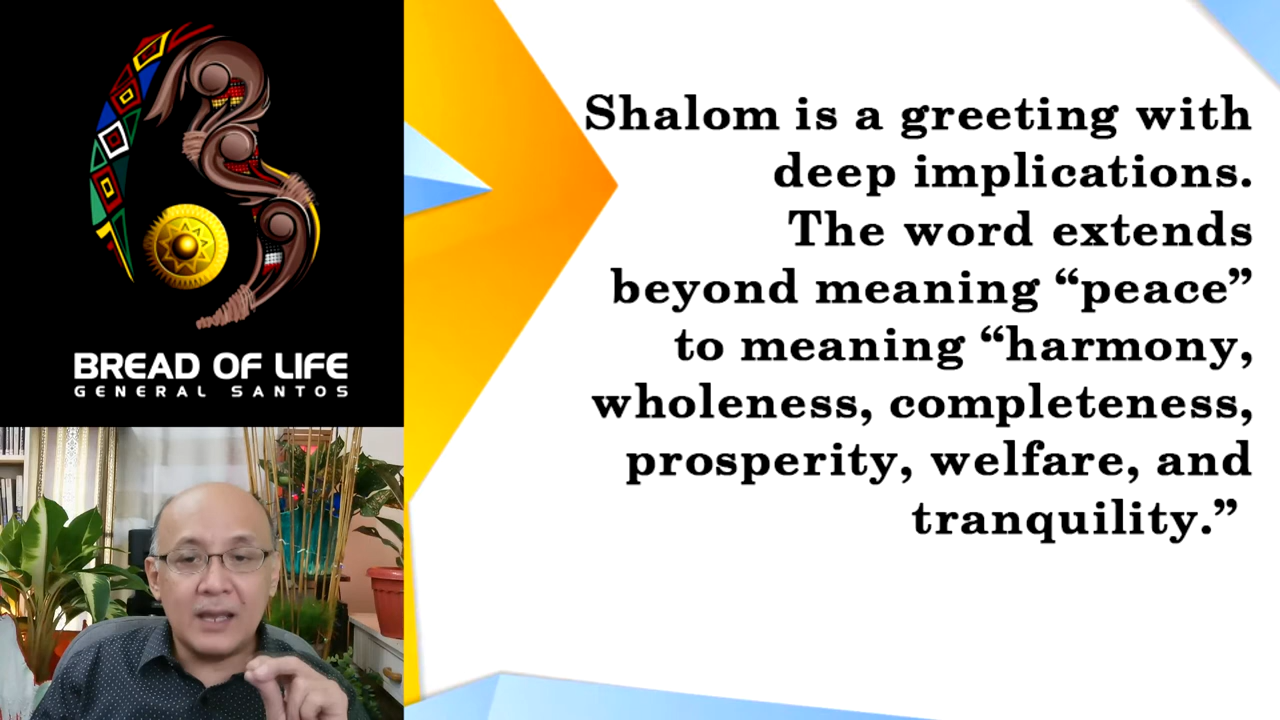 BREAD OF LIFE
GENERAL SANTOS
Shalom is a greeting with
deep implications.
The word extends
beyond meaning “peace”
to meaning “harmony,
wholeness, completeness,
prosperity, welfare, and
tranquility.”